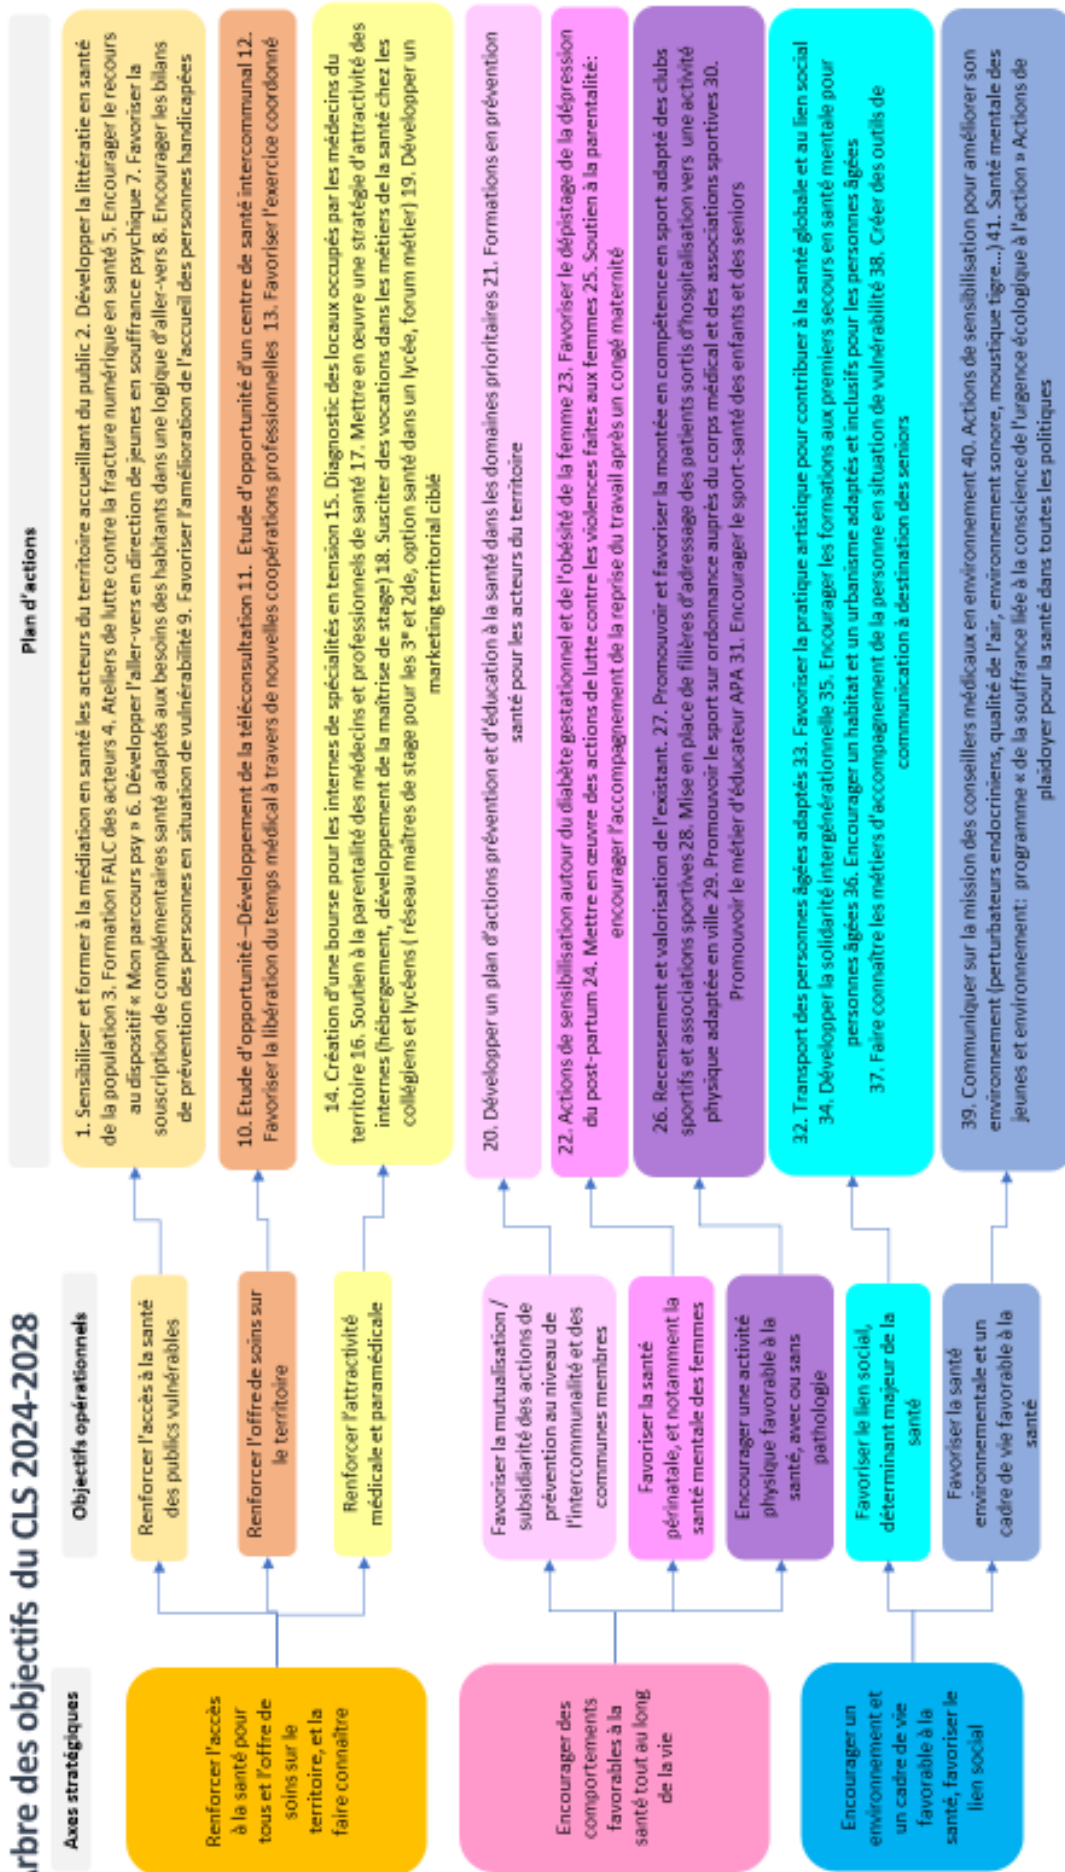 Arbre des objectifs du CLS 2024-2028
Axes stratégiques
Objectifs opérationnels
Plan d'actions
Renforcer l'accès
à la santé pour
tous et l'offre de
soins sur le
territoire, et la
faire connaître
Renforcer l'accès à la santé
des publics vulnérables
1. Sensibiliser et former à la médiation en santé les acteurs du territoire accueillant du public 2. Développer la littératie en santé
de la population 3. Formation FALC des acteurs 4. Ateliers de lutte contre la fracture numérique en santé 5. Encourager le recours
au dispositif « Mon parcours psy » 6. Développer l'aller-vers en direction de jeunes en souffrance psychique 7. Favoriser la
souscription de complémentaires santé adaptés aux besoins des habitants dans une logique d'aller-vers 8. Encourager les bilans
de prévention des personnes en situation de vulnérabilité 9. Favoriser l'amélioration de l'accueil des personnes handicapées
Renforcer l'offre de soins sur
le territoire
10. Etude d'opportunité –Développement de la téléconsultation 11. Etude d'opportunité d'un centre de santé intercommunal 12.
Favoriser la libération du temps médical à travers de nouvelles coopérations professionnelles 13. Favoriser l'exercice coordonné
Renforcer l'attractivité
médicale et paramédicale
14. Création d'une bourse pour les internes de spécialités en tension 15. Diagnostic des locaux occupés par les médecins du
territoire 16. Soutien à la parentalité des médecins et professionnels de santé 17. Mettre en œuvre une stratégie d'attractivité des
internes (hébergement, développement de la maîtrise de stage) 18. Susciter des vocations dans les métiers de la santé chez les
collégiens et lycéens ( réseau maîtres de stage pour les 3ᵉ et 2de, option santé dans un lycée, forum métier) 19. Développer un
marketing territorial ciblé
Encourager des
comportements
favorables à la
santé tout au long
de la vie
Favoriser la mutualisation /
subsidiarité des actions de
prévention au niveau de
l'intercommunalité et des
communes membres
20. Développer un plan d'actions prévention et d'éducation à la santé dans les domaines prioritaires 21. Formations en prévention
santé pour les acteurs du territoire
Favoriser la santé
périnatale, et notamment la
santé mentale des femmes
22. Actions de sensibilisation autour du diabète gestationnel et de l'obésité de la femme 23. Favoriser le dépistage de la dépression
du post-partum 24. Mettre en œuvre des actions de lutte contre les violences faites aux femmes 25. Soutien à la parentalité:
encourager l'accompagnement de la reprise du travail après un congé maternité
Encourager une activité
physique favorable à la
santé, avec ou sans
pathologie
26. Recensement et valorisation de l'existant. 27. Promouvoir et favoriser la montée en compétence en sport adapté des clubs
sportifs et associations sportives 28. Mise en place de filières d'adressage des patients sortis d'hospitalisation vers une activité
physique adaptée en ville 29. Promouvoir le sport sur ordonnance auprès du corps médical et des associations sportives 30.
Promouvoir le métier d'éducateur APA 31. Encourager le sport-santé des enfants et des seniors
Encourager un
environnement et
un cadre de vie
favorable à la
santé, favoriser le
lien social
Favoriser le lien social,
déterminant majeur de la
santé
32. Transport des personnes âgées adaptés 33. Favoriser la pratique artistique pour contribuer à la santé globale et au lien social
34. Développer la solidarité intergénérationnelle 35. Encourager les formations aux premiers secours en santé mentale pour
personnes âgées 36. Encourager un habitat et un urbanisme adaptés et inclusifs pour les personnes âgées
37. Faire connaître les métiers d'accompagnement de la personne en situation de vulnérabilité 38. Créer des outils de
communication à destination des seniors
Favoriser la santé
environnementale et un
cadre de vie favorable à la
santé
39. Communiquer sur la mission des conseillers médicaux en environnement 40. Actions de sensibilisation pour améliorer son
environnement (perturbateurs endocriniens, qualité de l'air, environnement sonore, moustique tigre...) 41. Santé mentale des
jeunes et environnement: programme « de la souffrance liée à la conscience de l'urgence écologique à l'action » Actions de
plaidoyer pour la santé dans toutes les politiques